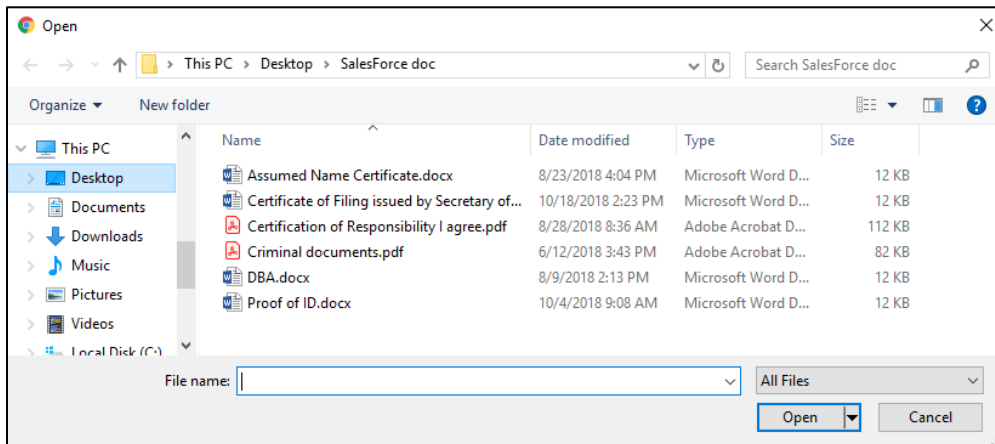 Open
This PC > Desktop > SalesForce doc
Search SalesForce doc
Organize New folder
Name Date modified Type Size
This PC
Desktop
Documents
Downloads
Music
Pictures
Videos
Local Disk (C:)
Assumed Name Certificate.docx 8/23/2018 4:04 PM Microsoft Word D... 12 KB
Certificate of Filing issued by Secretary of... 10/18/2018 2:23 PM Microsoft Word D... 12 KB
Certification of Responsibility I agree.pdf 8/28/2018 8:36 AM Adobe Acrobat D... 112 KB
Criminal documents.pdf 6/12/2018 3:43 PM Adobe Acrobat D... 82 KB
DBA.docx 8/9/2018 2:13 PM Microsoft Word D... 12 KB
Proof of ID.docx 10/4/2018 9:08 AM Microsoft Word D... 12 KB
File name: All Files
Open Cancel